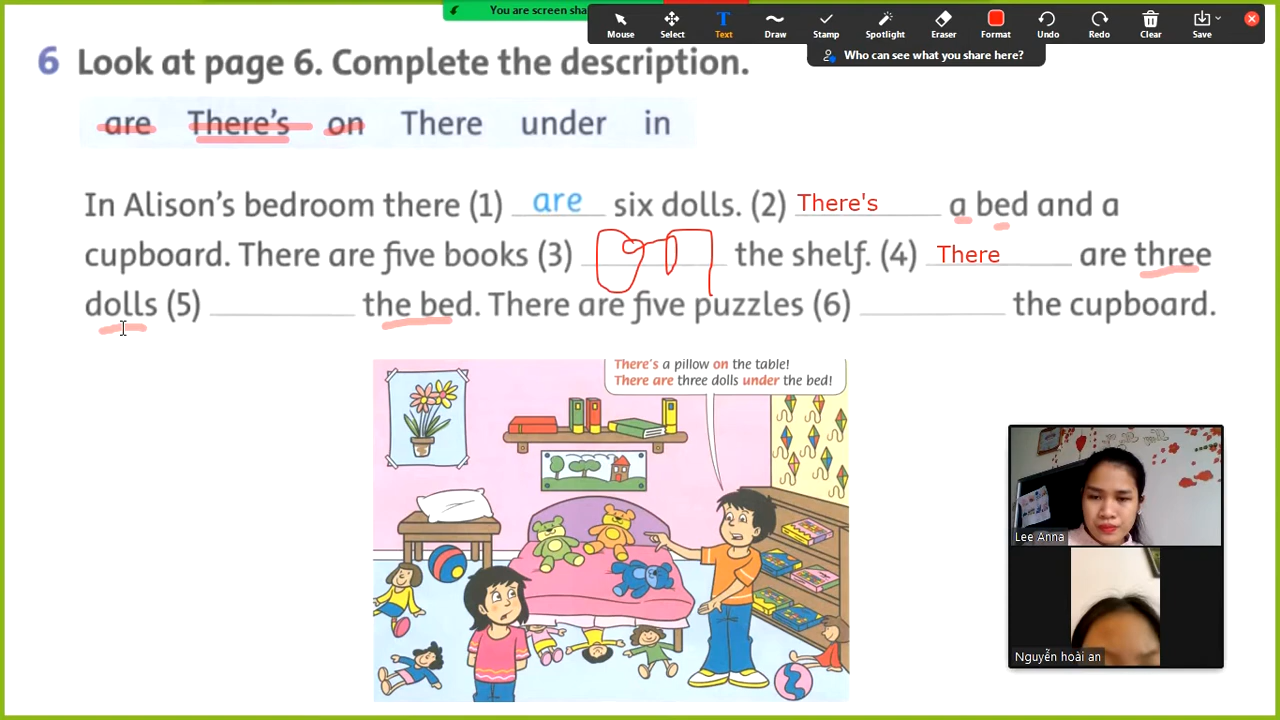 You are screen sha
Mouse Select Text Draw Stamp Spotlight Eraser Format Undo Redo Clear Save
Who can see what you share here?
6 Look at page 6. Complete the description.
are There's on There under in
In Alison's bedroom there (1) are six dolls. (2) There's a bed and a
cupboard. There are five books (3) on the shelf. (4) There are three
dolls (5) ____ the bed. There are five puzzles (6) ____ the cupboard.
There's a pillow on the table!
There are three dolls under the bed!
Lee Anna
Nguyễn hoài an